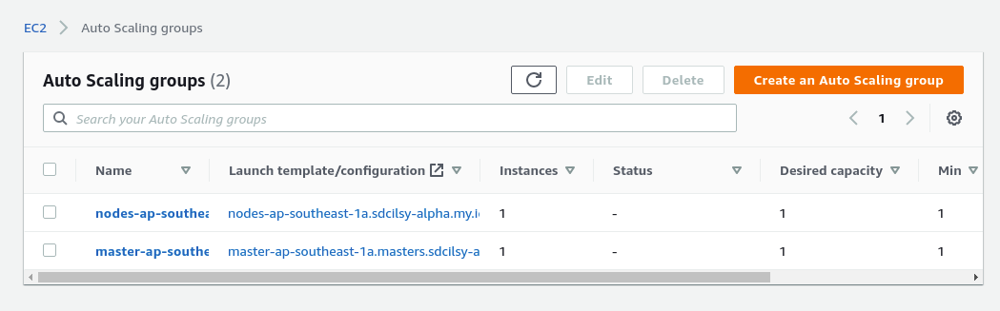 EC2 > Auto Scaling groups
Auto Scaling groups (2) Edit Delete Create an Auto Scaling group
Search your Auto Scaling groups 1
Name Launch template/configuration Instances Status Desired capacity Min
nodes-ap-southea nodes-ap-southeast-1a.sdcilsy-alpha.my.i 1 - 1 1
master-ap-southe master-ap-southeast-1a.masters.sdcilsy-a 1 - 1 1